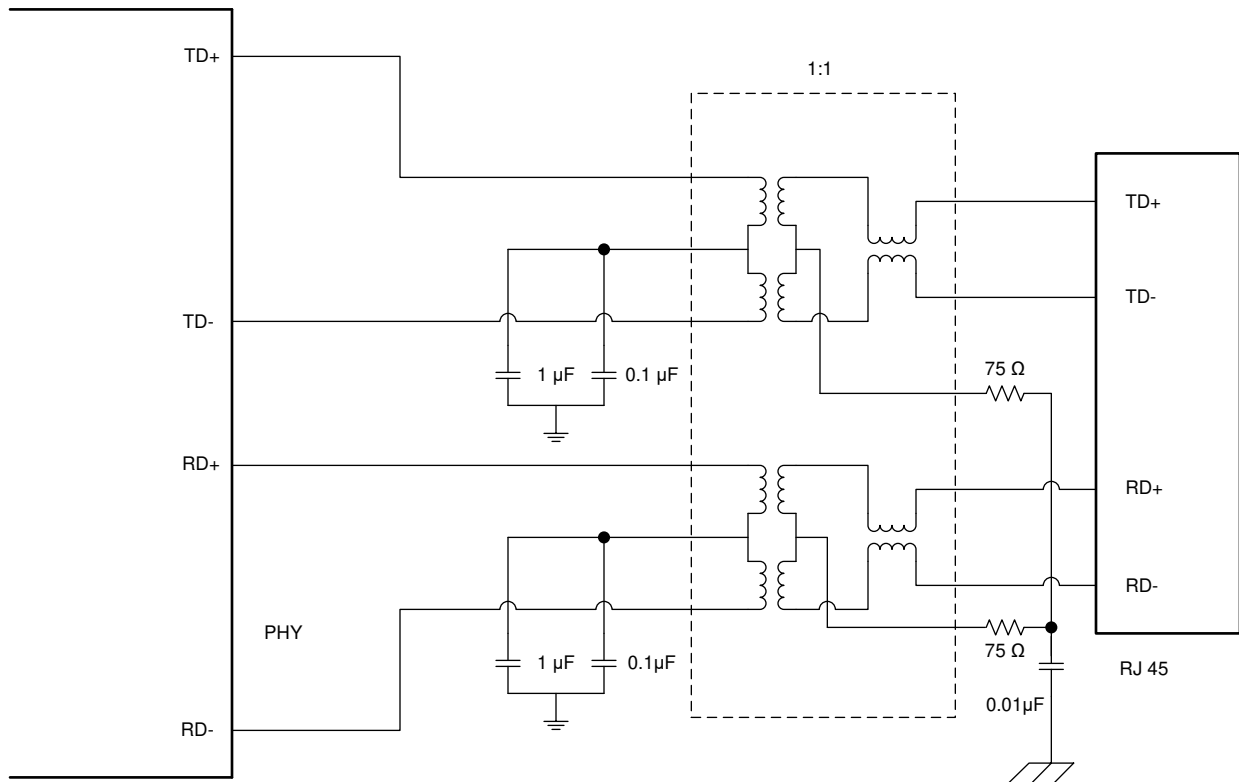 TD+
1:1
TD+
TD-
TD-
75 Ω
1 µF
0.1 µF
RD+
RD+
RD-
PHY
75 Ω
1 µF
0.1µF
RJ 45
0.01µF
RD-